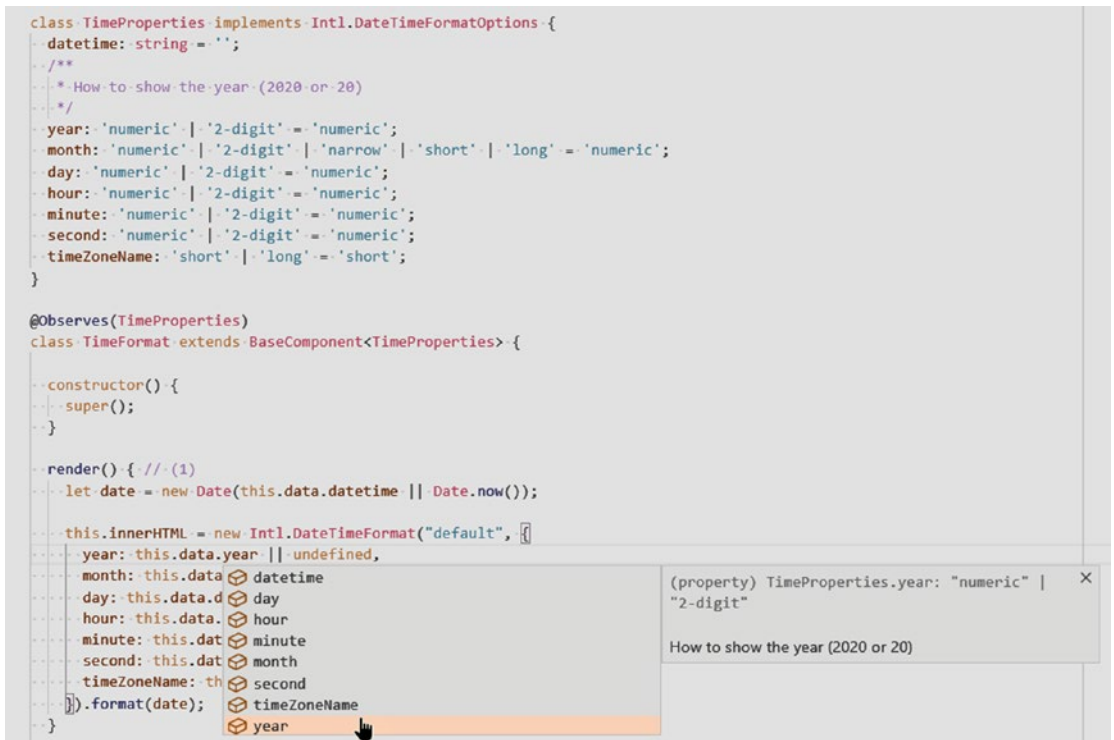 class TimeProperties implements Intl.DateTimeFormatOptions {
  datetime: string = '';
  /**
   * How to show the year (2020 or 20)
   */
  year: 'numeric' | '2-digit' = 'numeric';
  month: 'numeric' | '2-digit' | 'narrow' | 'short' | 'long' = 'numeric';
  day: 'numeric' | '2-digit' = 'numeric';
  hour: 'numeric' | '2-digit' = 'numeric';
  minute: 'numeric' | '2-digit' = 'numeric';
  second: 'numeric' | '2-digit' = 'numeric';
  timeZoneName: 'short' | 'long' = 'short';
}
@Observes(TimeProperties)
class TimeFormat extends BaseComponent<TimeProperties> {
  constructor() {
    super();
  }
  render() { // (1)
    let date = new Date(this.data.datetime || Date.now());
    this.innerHTML = new Intl.DateTimeFormat("default", {
      year: this.data.year || undefined,
      month: this.data
      day: this.data.d
      hour: this.data.
      minute: this.dat
      second: this.dat
      timeZoneName: th
    }).format(date);
  }
datetime
day
hour
minute
month
second
timeZoneName
year
(property) TimeProperties.year: "numeric" |
"2-digit"
How to show the year (2020 or 20)